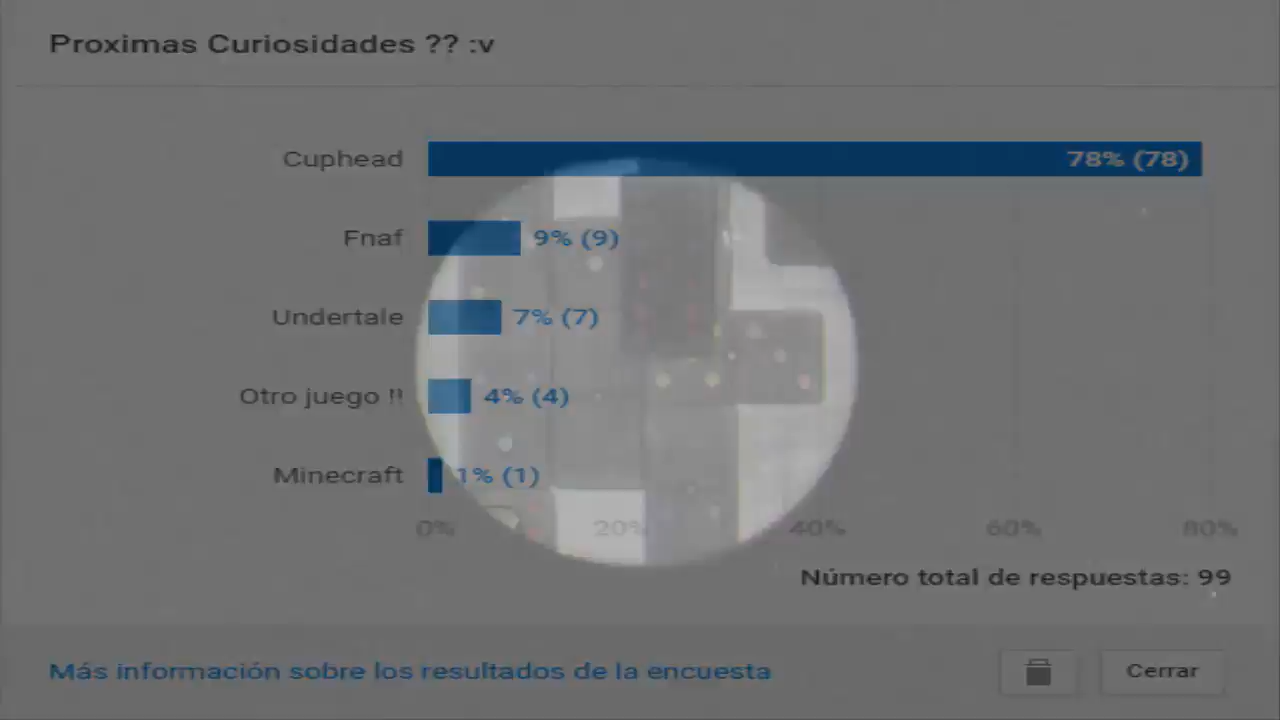 Proximas Curiosidades ?? :v
Cuphead 78% (78)
Fnaf 9% (9)
Undertale 7% (7)
Otro juego !! 4% (4)
Minecraft 1% (1)
0% 20% 40% 60% 80%
Número total de respuestas: 99
Más información sobre los resultados de la encuesta
Cerrar